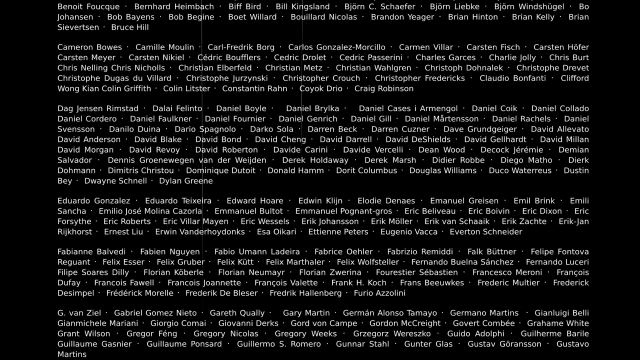 Benoit Foucque · Bernhard Heimbach · Biff Bird · Bill Kingsland · Björn C. Schaefer · Björn Liebke · Björn Windshügel · Bo
Johansen · Bob Bayens · Bob Begine · Boet Willard · Bouillard Nicolas · Brandon Yeager · Brian Hinton · Brian Kelly · Brian
Sievertsen · Bruce Hill
Cameron Bowes · Camille Moulin · Carl-Fredrik Borg · Carlos Gonzalez-Morcillo · Carmen Villar · Carsten Fisch · Carsten Höfer
Carsten Meyer · Carsten Nikiel · Cédric Boufflers · Cedric Drolet · Cedric Passerini · Charles Garces · Charlie Jolly · Chris Burt
Chris Nelling Chris Nicholls · Christian Elberfeld · Christian Metz · Christian Wahlgren · Christoph Dohnalek · Christophe Drevet
Christophe Dugas du Villard · Christophe Jurzynski · Christopher Crouch · Christopher Fredericks · Claudio Bonfanti · Clifford
Wong Kian Colin Griffith · Colin Litster · Constantin Rahn · Coyok Drio · Craig Robinson
Dag Jensen Rimstad · Dalai Felinto · Daniel Boyle · Daniel Brylka · Daniel Cases i Armengol · Daniel Coik · Daniel Collado
Daniel Cordero · Daniel Faulkner · Daniel Fournier · Daniel Genrich · Daniel Gill · Daniel Mårtensson · Daniel Rachels · Daniel
Svensson · Danilo Duina · Dario Spagnolo · Darko Sola · Darren Beck · Darren Cuzner · Dave Grundgeiger · David Allevato
David Anderson · David Blake · David Bond · David Cheng · David Darrell · David DeShields · David Gellhardt · David Millan
David Morgan · David Revoy · David Roberton · Davide Carini · Davide Vercelli · Dean Wood · Decock Jérémie · Demian
Salvador · Dennis Groenewegen van der Weijden · Derek Holdaway · Derek Marsh · Didier Robbe · Diego Matho · Dierk
Dohmann · Dimitris Christou · Dominique Dutoit · Donald Hamm · Dorit Columbus · Douglas Williams · Duco Waterreus · Dustin
Bey · Dwayne Schnell · Dylan Greene
Eduardo Gonzalez · Eduardo Teixeira · Edward Hoare · Edwin Klijn · Elodie Denaes · Emanuel Greisen · Emil Brink · Emili
Sancha · Emilio José Molina Cazorla · Emmanuel Bultot · Emmanuel Pognant-gros · Eric Beliveau · Eric Boivin · Eric Dixon · Eric
Forsythe · Eric Roberts · Eric Villar Mayen · Eric Wessels · Erik Johansson · Erik Möller · Erik van Schaaik · Erik Zachte · Erik-Jan
Rijkhorst · Ernest Liu · Erwin Vanderhoydonks · Esa Oikari · Ettienne Peters · Eugenio Vacca · Everton Schneider
Fabianne Balvedi · Fabien Nguyen · Fabio Umann Ladeira · Fabrice Oehler · Fabrizio Remiddi · Falk Büttner · Felipe Fontova
Reguant · Felix Esser · Felix Gruber · Felix Kütt · Felix Marthaler · Felix Wolfsteller · Fernando Buelna Sánchez · Fernando Luceri
Filipe Soares Dilly · Florian Köberle · Florian Neumayr · Florian Zwerina · Fourestier Sébastien · Francesco Meroni · François
Dufay · Francois Fawell · Francois Joannette · François Valette · Frank H. Koch · Frans Beeuwkes · Frederic Multier · Frederick
Desimpel · Frédérick Morelle · Frederik De Bleser · Fredrik Hallenberg · Furio Azzolini
G. van Ziel · Gabriel Gomez Nieto · Gareth Qually · Gary Martin · Germán Alonso Tamayo · Germano Martins · Gianluigi Belli
Gianmichele Mariani · Giorgio Comai · Giovanni Derks · Gord von Campe · Gordon McCreight · Govert Combée · Grahame White
Grant Wilson · Gregor Féng · Gregory Nicolas · Gregory Weeks · Grzegorz Wereszko · Guido Adolphi · Guilherme Barile
Guillaume Gasnier · Guillaume Ponsard · Guillermo S. Romero · Gunnar Stahl · Gunter Glas · Gustav Göransson · Gustavo
Martins